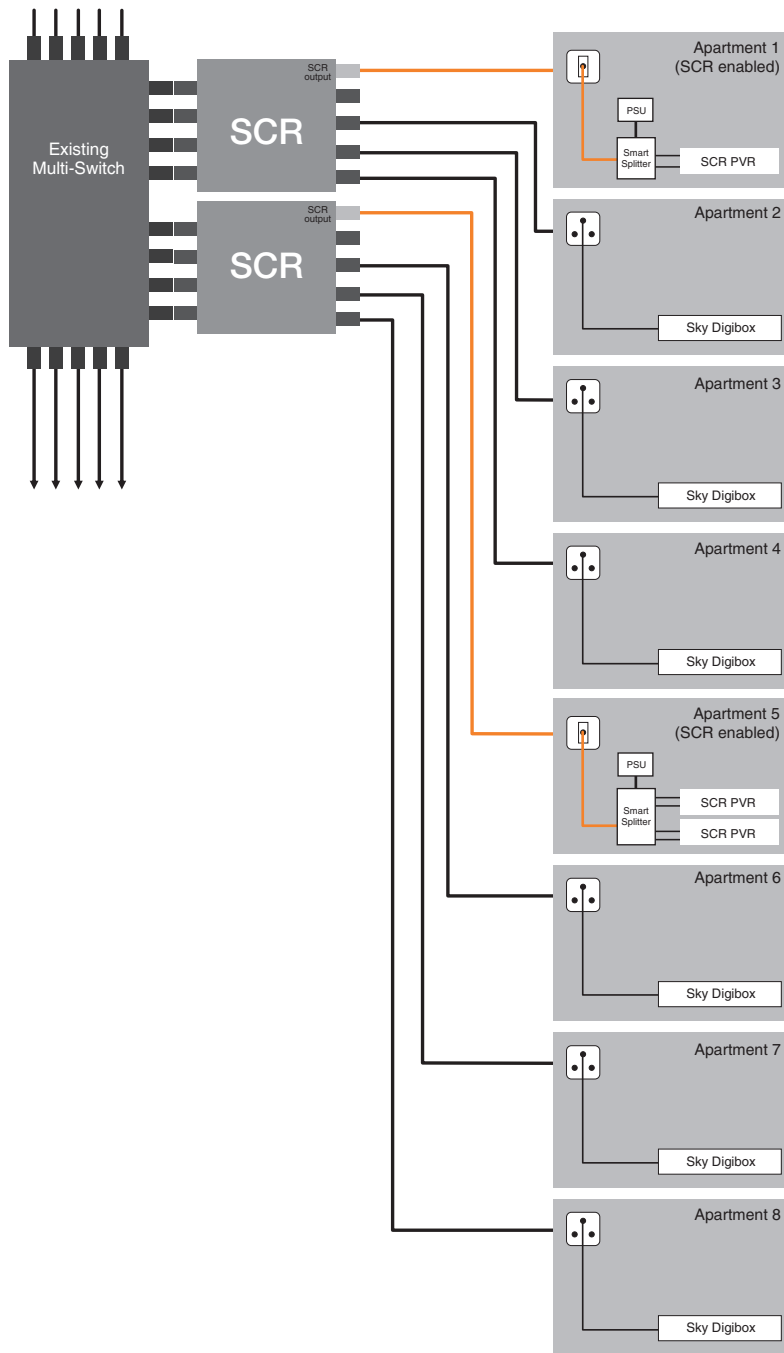 Existing
Multi-Switch
SCR
output
SCR
SCR
output
SCR
Apartment 1
(SCR enabled)
PSU
Smart
Splitter
SCR PVR
Apartment 2
Sky Digibox
Apartment 3
Sky Digibox
Apartment 4
Sky Digibox
Apartment 5
(SCR enabled)
PSU
Smart
Splitter
SCR PVR
SCR PVR
Apartment 6
Sky Digibox
Apartment 7
Sky Digibox
Apartment 8
Sky Digibox